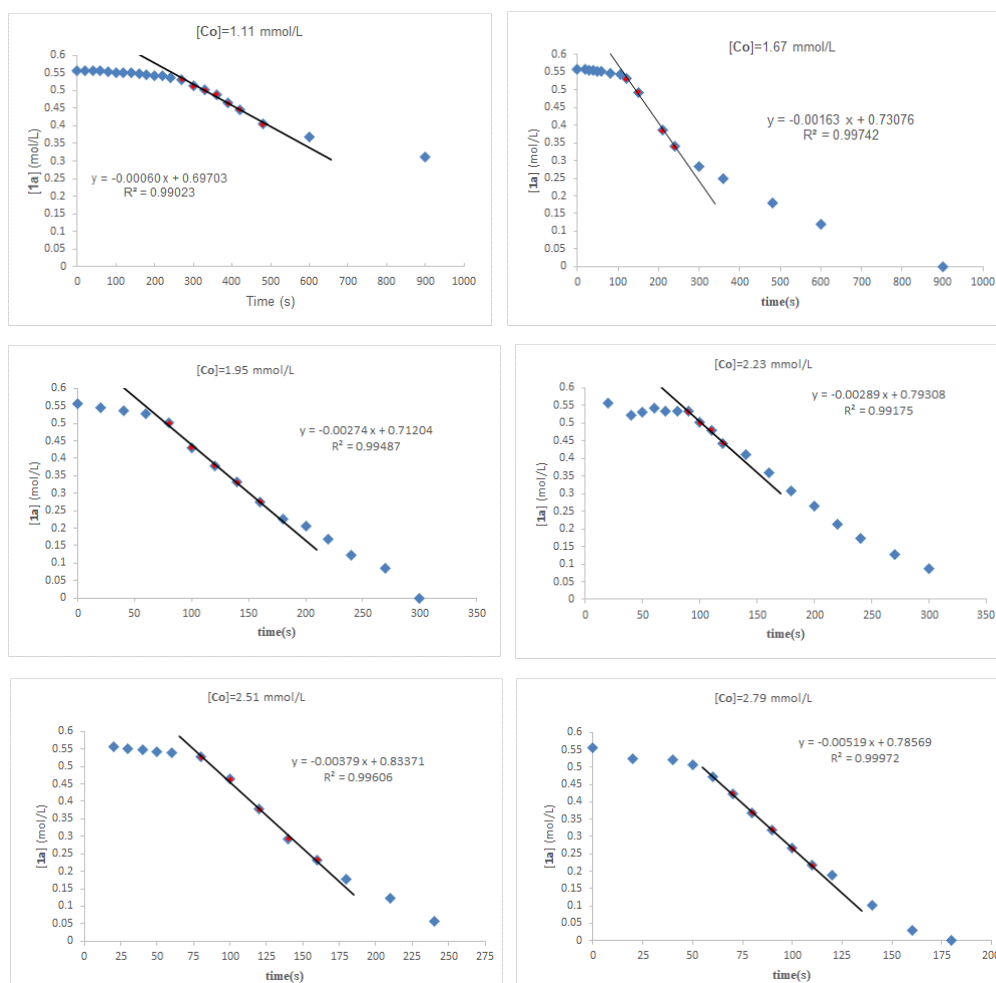 [Co]=1.11 mmol/L
0.6
0.55
0.5
0.45
0.4
0.35
0.3
0.25
0.2
0.15
0.1
0.05
0
[1a] (mol/L)
y = -0.00060x + 0.69703
R² = 0.99023
0 100 200 300 400 500 600 700 800 900 1000
Time (s)
[Co]=1.67 mmol/L
0.6
0.55
0.5
0.45
0.4
0.35
0.3
0.25
0.2
0.15
0.1
0.05
0
[1a] (mol/L)
y = -0.00163 x + 0.73076
R² = 0.99742
0 100 200 300 400 500 600 700 800 900 1000
time(s)
[Co]=1.95 mmol/L
0.6
0.55
0.5
0.45
0.4
0.35
0.3
0.25
0.2
0.15
0.1
0.05
0
[1a] (mol/L)
y = -0.00274 x + 0.71204
R² = 0.99487
0 50 100 150 200 250 300 350
time(s)
[Co]=2.23 mmol/L
0.6
0.55
0.5
0.45
0.4
0.35
0.3
0.25
0.2
0.15
0.1
0.05
0
[1a] (mol/L)
y = -0.00289 x + 0.79308
R² = 0.99175
0 50 100 150 200 250 300 350
time(s)
[Co]=2.51 mmol/L
0.6
0.55
0.5
0.45
0.4
0.35
0.3
0.25
0.2
0.15
0.1
0.05
0
[1a] (mol/L)
y = -0.00379 x + 0.83371
R² = 0.99606
0 25 50 75 100 125 150 175 200 225 250 275
time(s)
[Co]=2.79 mmol/L
0.6
0.55
0.5
0.45
0.4
0.35
0.3
0.25
0.2
0.15
0.1
0.05
0
[1a] (mol/L)
y = -0.00519 x + 0.78569
R² = 0.99972
0 25 50 75 100 125 150 175 200
time(s)